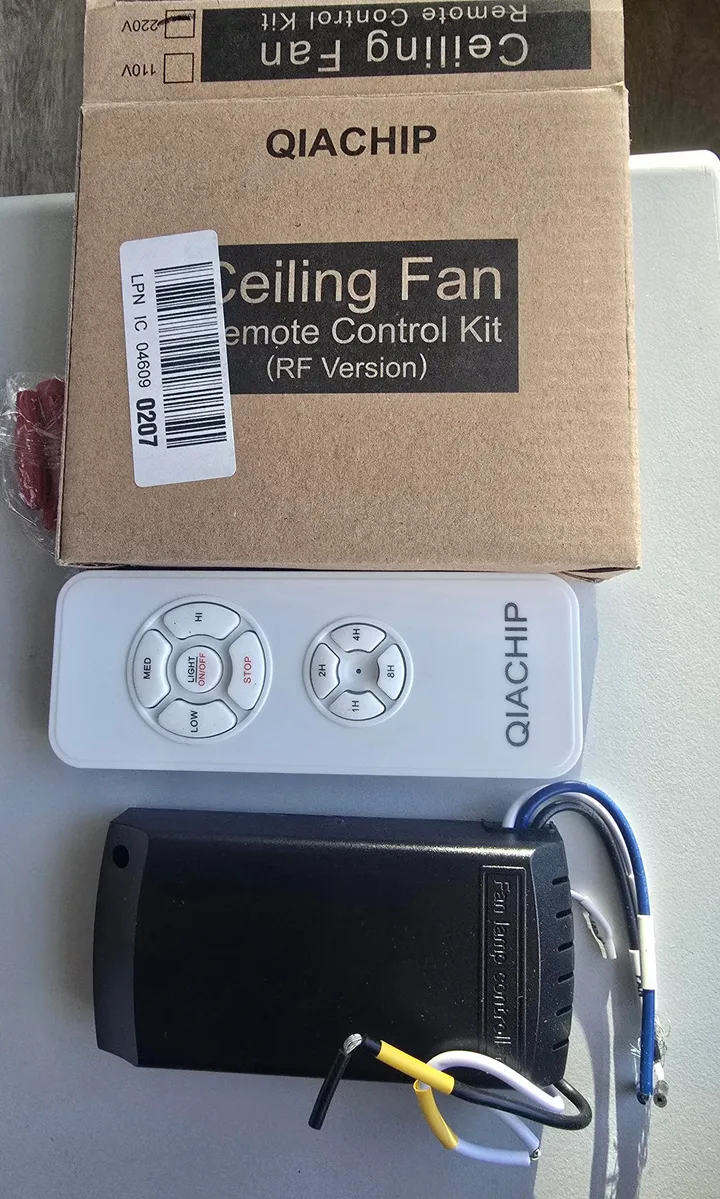 220V
110V
Ceiling Fan
Remote Control Kit
QIACHIP
Ceiling Fan
emote Control Kit
(RF Version)
LPN IC 04609 0207
HI
MED
LIGHT
ON/OFF
STOP
LOW
4H
2H
8H
1H
QIACHIP
Fan lamp controll